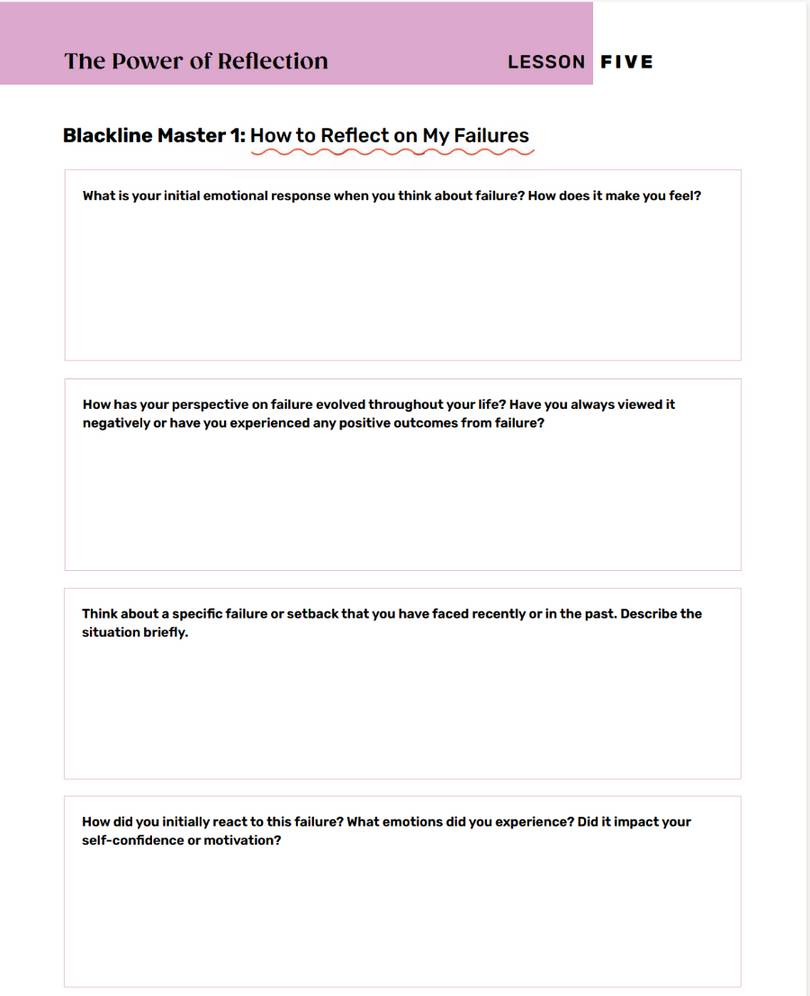 The Power of Reflection
LESSON FIVE
Blackline Master 1: How to Reflect on My Failures
What is your initial emotional response when you think about failure? How does it make you feel?
How has your perspective on failure evolved throughout your life? Have you always viewed it
negatively or have you experienced any positive outcomes from failure?
Think about a specific failure or setback that you have faced recently or in the past. Describe the
situation briefly.
How did you initially react to this failure? What emotions did you experience? Did it impact your
self-confidence or motivation?